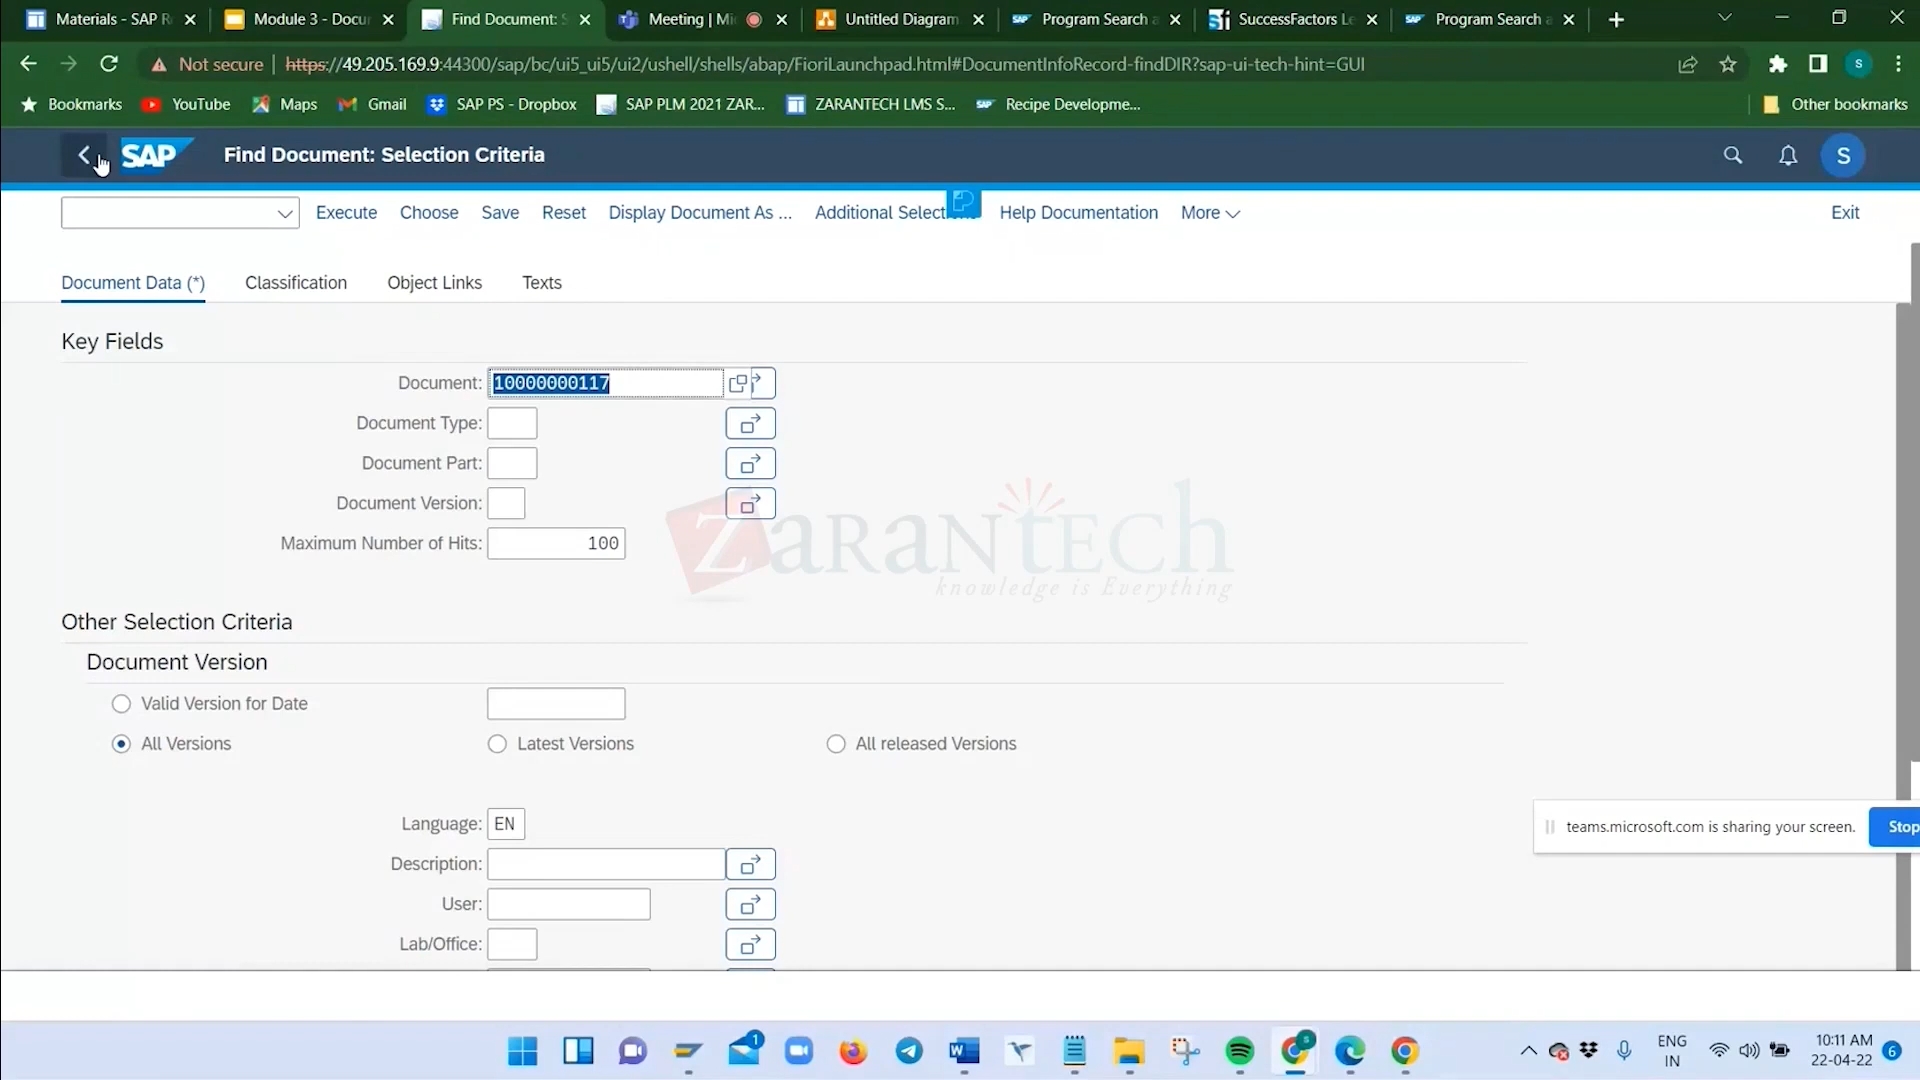 Materials - SAP R
Module 3 - Docu
Find Document: S
Meeting | Mi
Untitled Diagram
Program Search a
SuccessFactors Le
Program Search a
Not secure | https://49.205.169.9:44300/sap/bc/ui5_ui5/ui2/ushell/shells/abap/FioriLaunchpad.html#DocumentInfoRecord-findDIR?sap-ui-tech-hint=GUI
S
Bookmarks YouTube Maps Gmail SAP PS - Dropbox SAP PLM 2021 ZAR... ZARANTECH LMS S... Recipe Developme... Other bookmarks
SAP Find Document: Selection Criteria S
Execute Choose Save Reset Display Document As ... Additional Select Help Documentation More Exit
Document Data (*) Classification Object Links Texts
Key Fields
Document: 10000000117
Document Type:
Document Part:
Document Version:
Maximum Number of Hits: 100
ZaranTech
knowledge is Everything
Other Selection Criteria
Document Version
Valid Version for Date
All Versions Latest Versions All released Versions
Language: EN
teams.microsoft.com is sharing your screen. Stop
Description:
User:
Lab/Office:
1
S
ENG
IN
10:11 AM
22-04-22
6